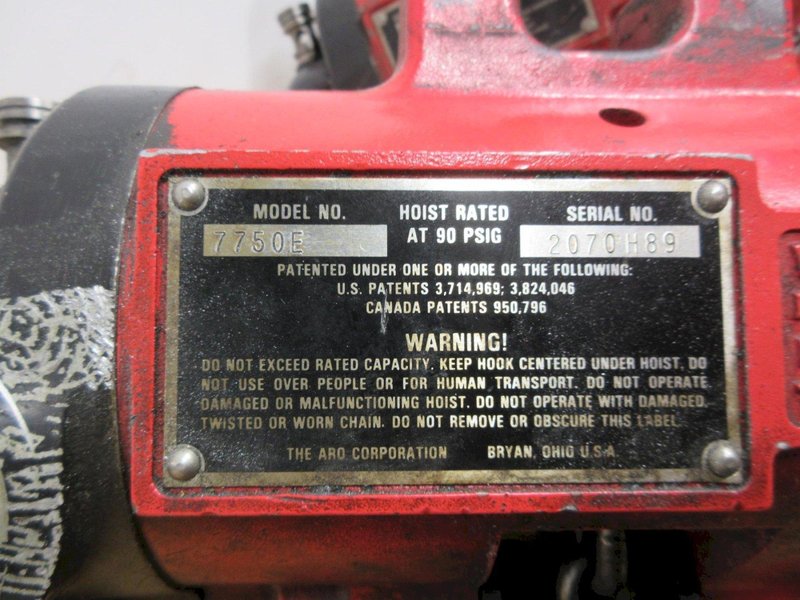 MODEL NO. HOIST RATED SERIAL NO.
7750E AT 90 PSIG 2070H89
PATENTED UNDER ONE OR MORE OF THE FOLLOWING:
U.S. PATENTS 3,714,969; 3,824,046
CANADA PATENTS 950,796
WARNING!
DO NOT EXCEED RATED CAPACITY. KEEP HOOK CENTERED UNDER HOIST. DO
NOT USE OVER PEOPLE OR FOR HUMAN TRANSPORT. DO NOT OPERATE
DAMAGED OR MALFUNCTIONING HOIST. DO NOT OPERATE WITH DAMAGED,
TWISTED OR WORN CHAIN. DO NOT REMOVE OR OBSCURE THIS LABEL.
THE ARO CORPORATION BRYAN, OHIO U.S.A.